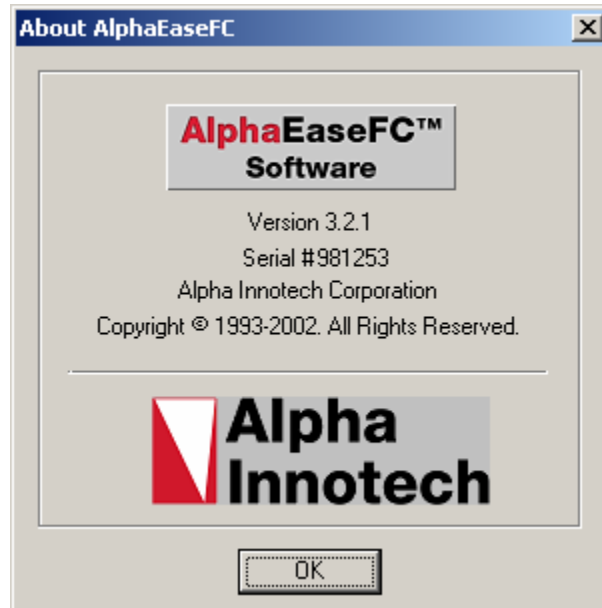 About AlphaEaseFC
AlphaEaseFC™
Software
Version 3.2.1
Serial #981253
Alpha Innotech Corporation
Copyright © 1993-2002. All Rights Reserved.
Alpha
Innotech
OK